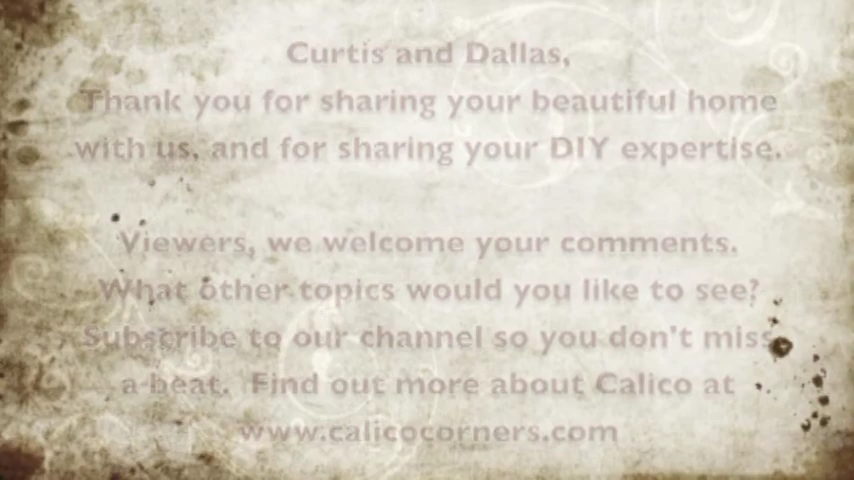 Curtis and Dallas,
Thank you for sharing your beautiful home
with us, and for sharing your DIY expertise.
Viewers, we welcome your comments.
What other topics would you like to see?
Subscribe to our channel so you don't miss
a beat. Find out more about Calico at
www.calicocorners.com